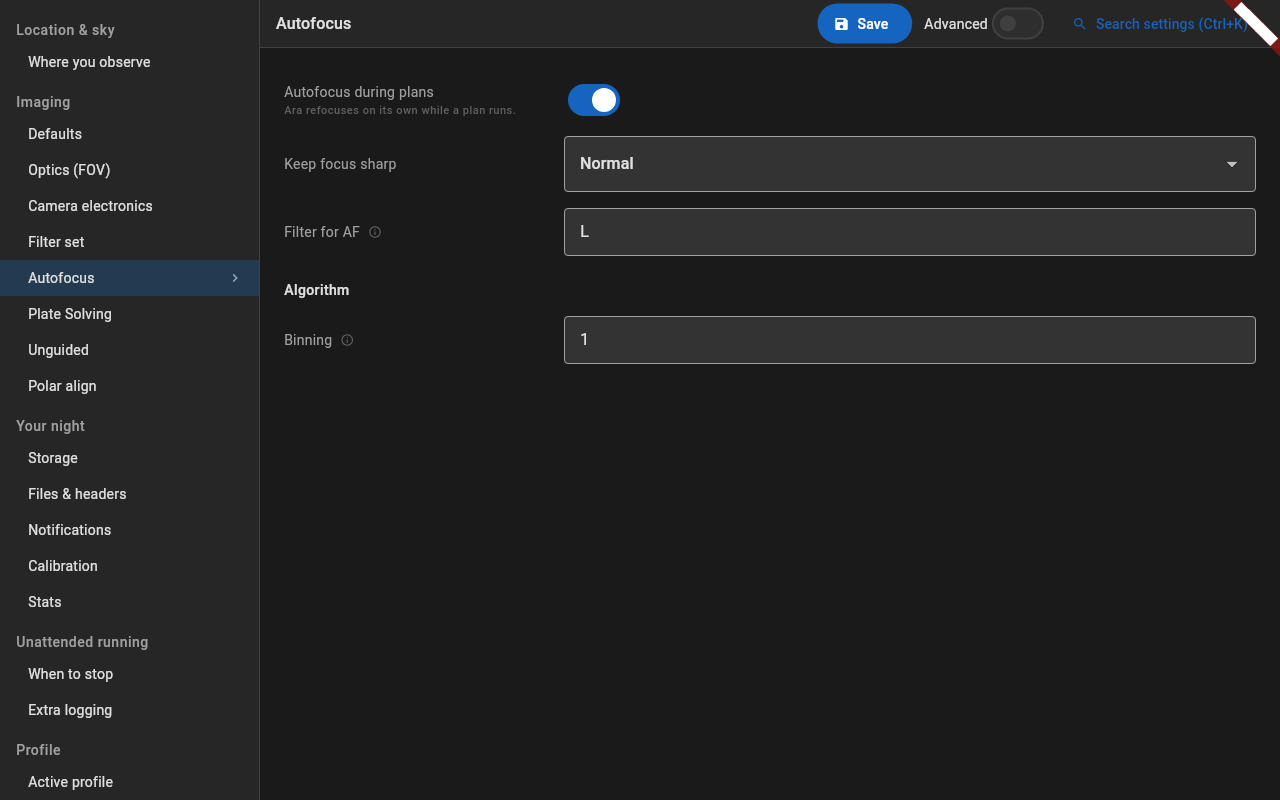 Location & sky
Where you observe
Imaging
Defaults
Optics (FOV)
Camera electronics
Filter set
Autofocus
Plate Solving
Unguided
Polar align
Your night
Storage
Files & headers
Notifications
Calibration
Stats
Unattended running
When to stop
Extra logging
Profile
Active profile
Autofocus
Save
Advanced
Search settings (Ctrl+K)
Autofocus during plans
Ara refocuses on its own while a plan runs.
Keep focus sharp
Normal
Filter for AF
L
Algorithm
Binning
1